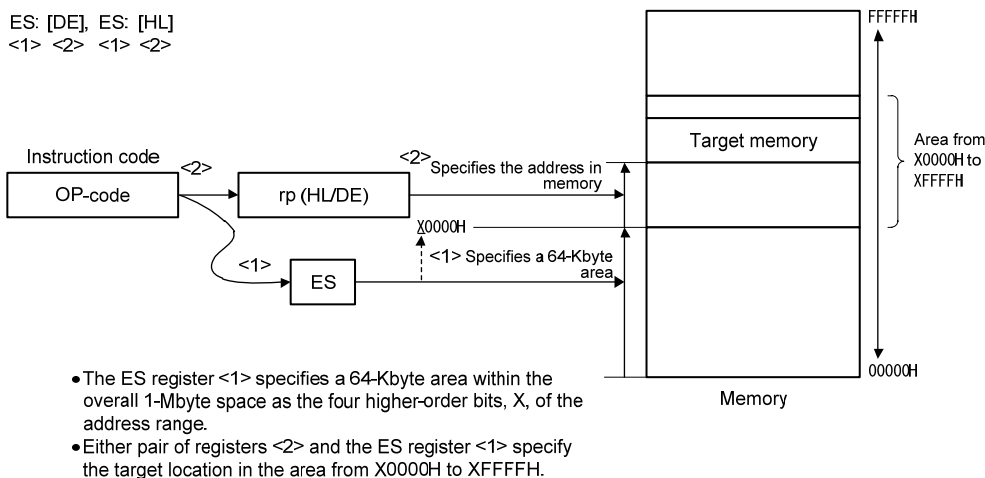 ES: [DE], ES: [HL]
<1> <2> <1> <2>
FFFFFH
Target memory
Area from
X0000H to
XFFFFH
Instruction code
OP-code
<2>
rp (HL/DE)
<2>
Specifies the address in
memory
X0000H
<1>
ES
<1> Specifies a 64-Kbyte
area
00000H
Memory
•The ES register <1> specifies a 64-Kbyte area within the
overall 1-Mbyte space as the four higher-order bits, X, of the
address range.
•Either pair of registers <2> and the ES register <1> specify
the target location in the area from X0000H to XFFFFH.